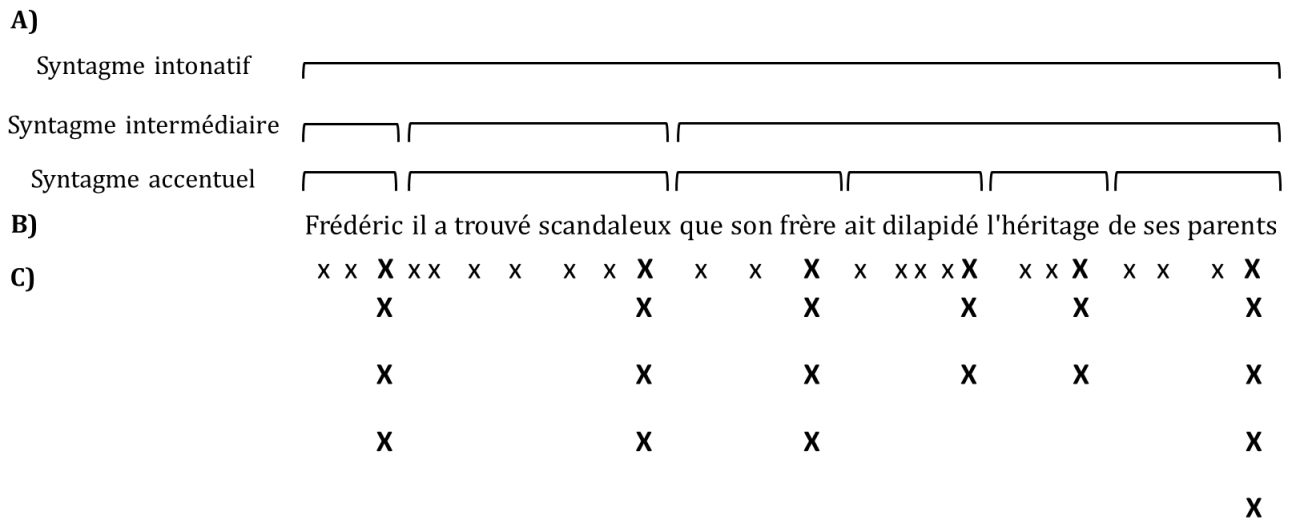 A)
Syntagme intonatif
Syntagme intermédiaire
Syntagme accentuel
B) Frédéric il a trouvé scandaleux que son frère ait dilapidé l'héritage de ses parents
C) x x X x x x x x x X x x X x x x x X x x X x x x X
X X X X X X
X X X X X X
X X X X
X